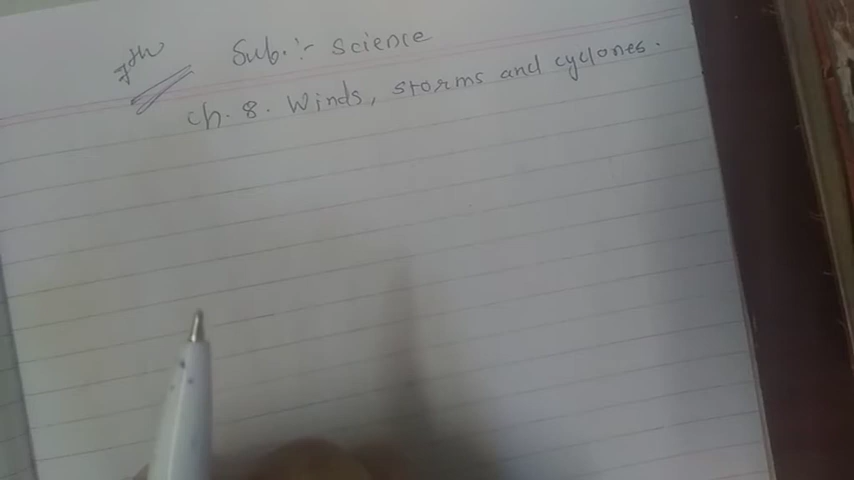 7th
Sub. :- Science
Ch. 8. Winds, storms and cyclones.